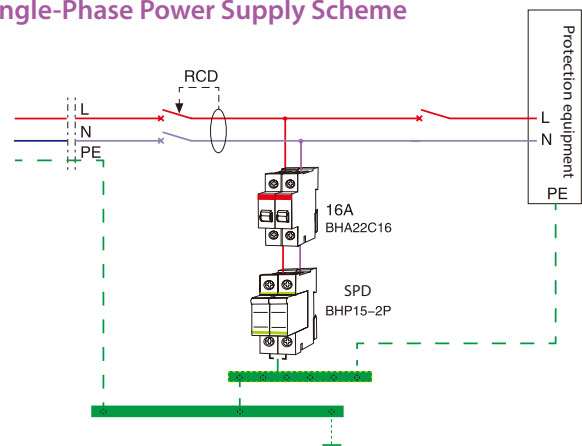 ngle-Phase Power Supply Scheme
RCD
L
N
PE
L
N
Protection equipment
PE
16A
BHA22C16
SPD
BHP15-2P